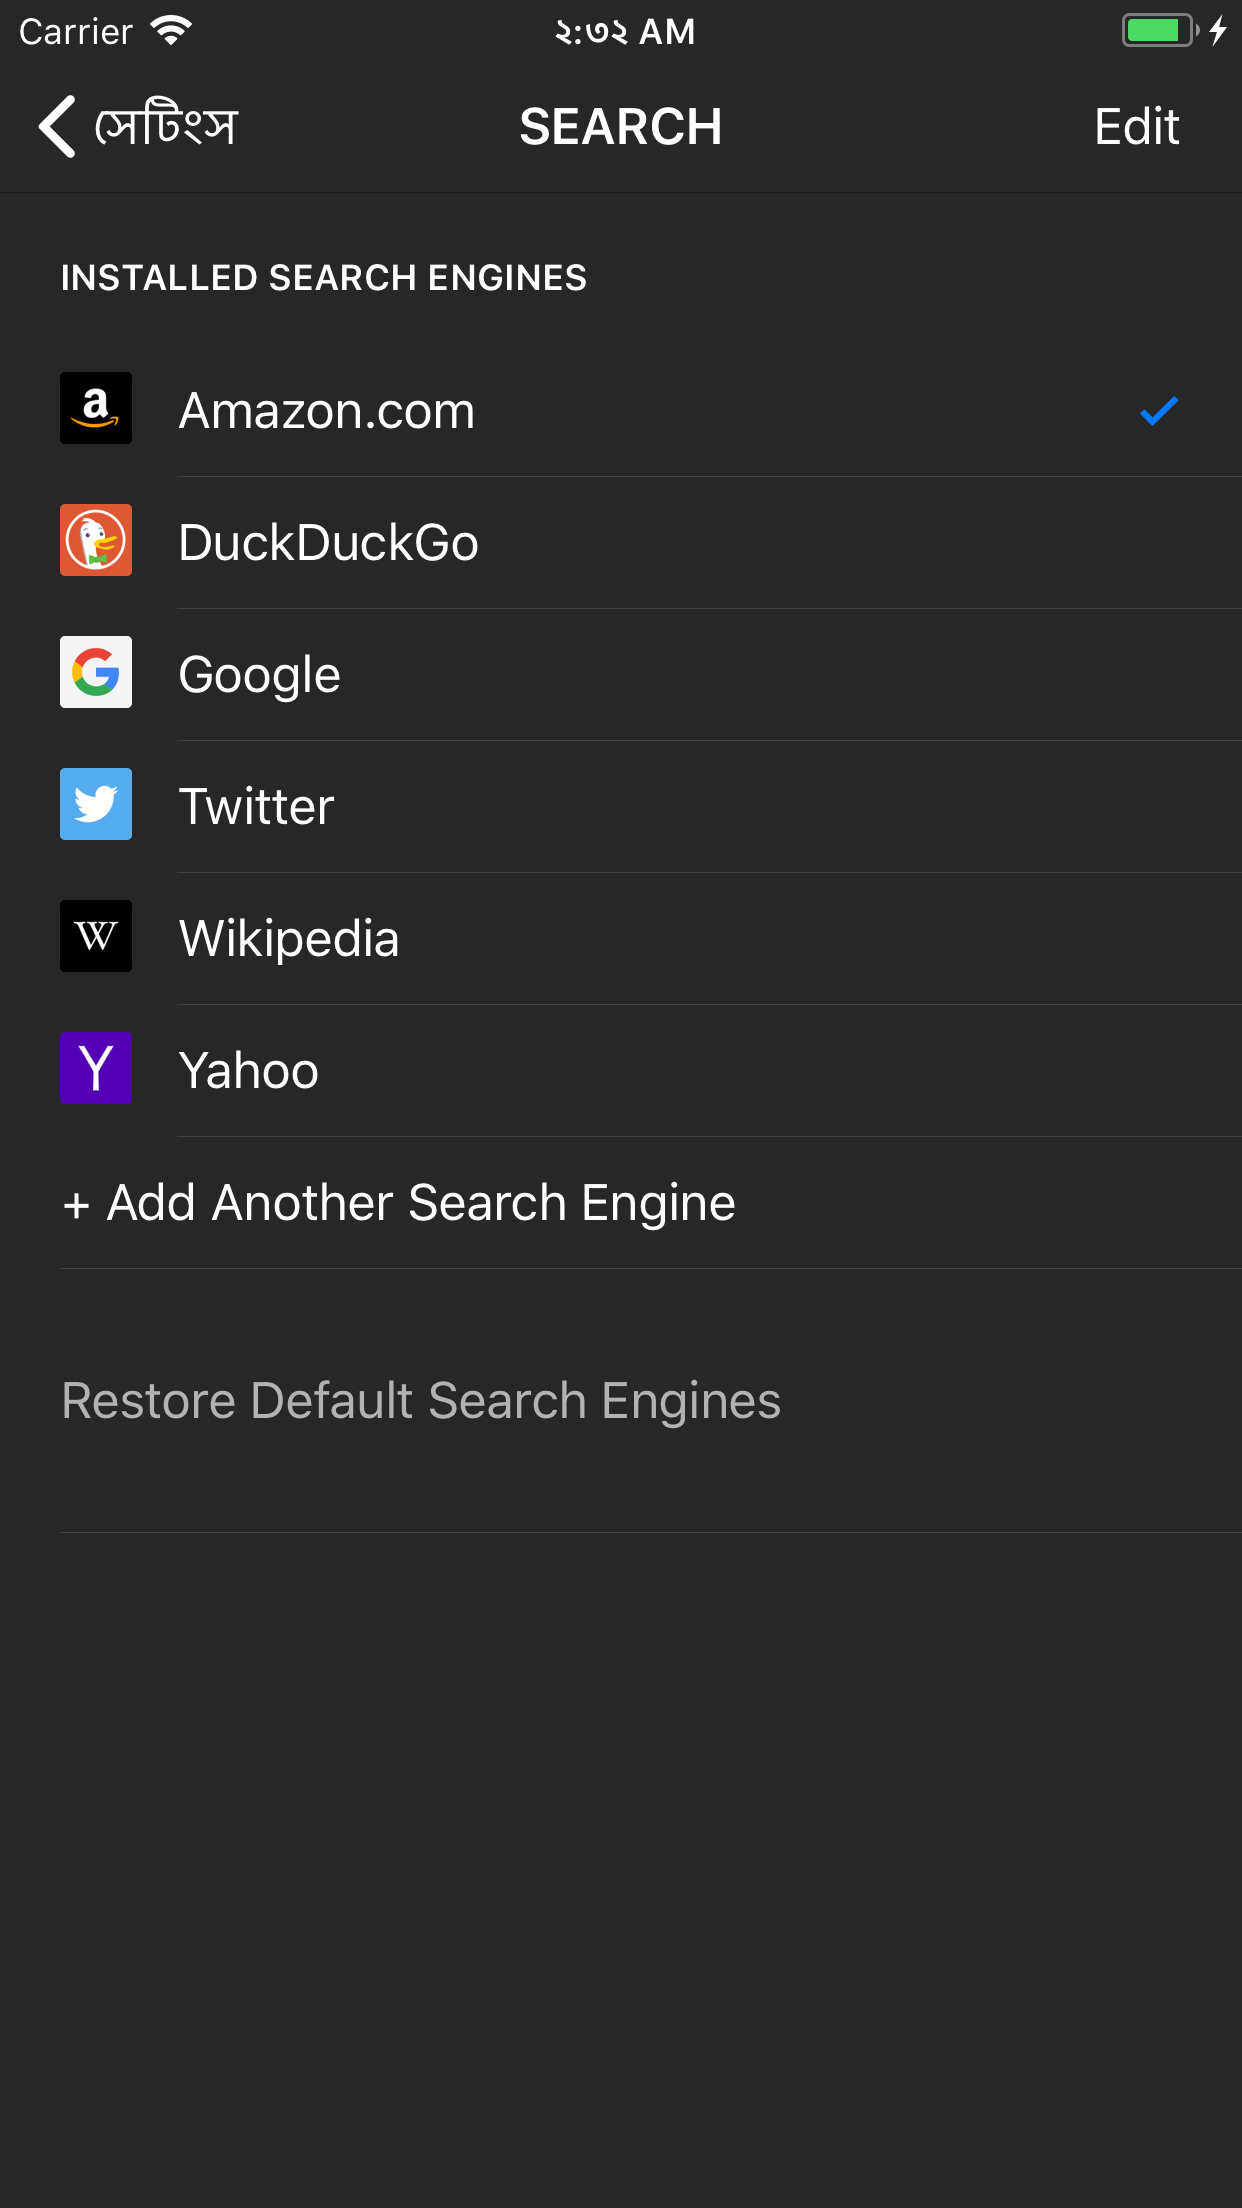 Carrier ২:৩২ AM
সেটিংস SEARCH Edit
INSTALLED SEARCH ENGINES
Amazon.com
DuckDuckGo
Google
Twitter
Wikipedia
Yahoo
+ Add Another Search Engine
Restore Default Search Engines